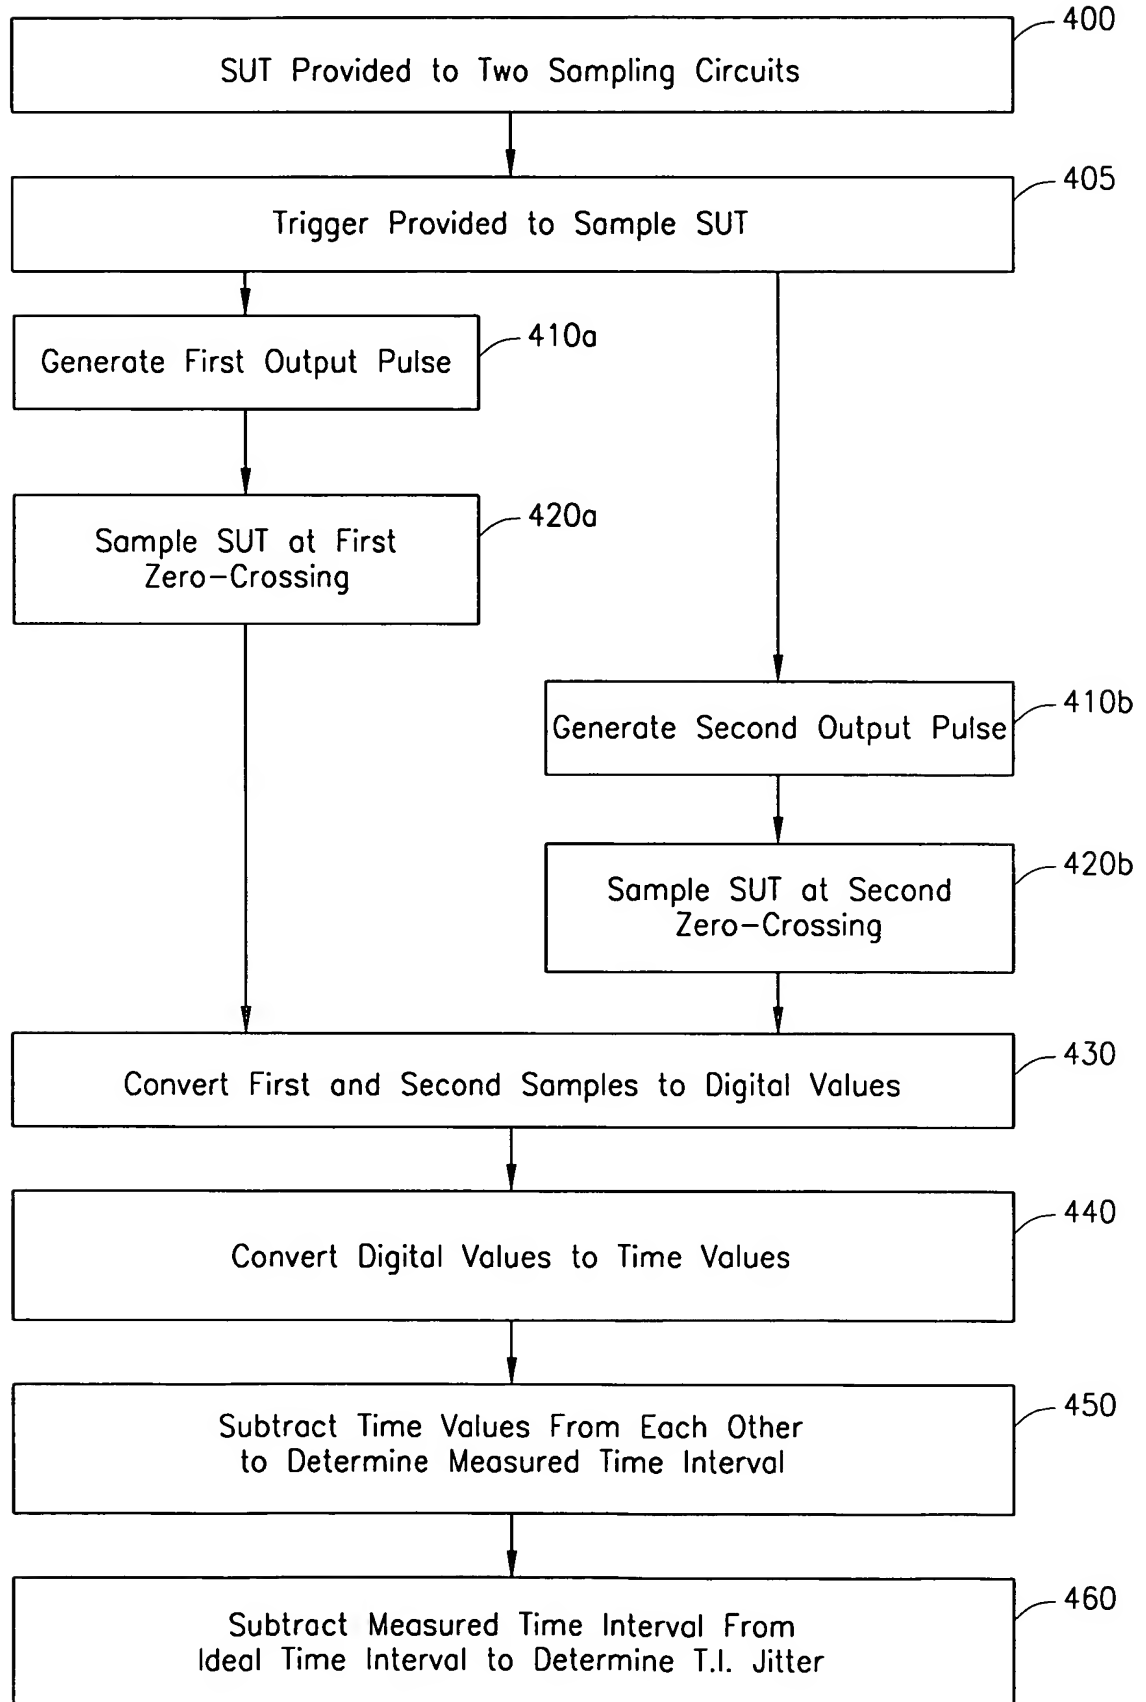 400
SUT Provided to Two Sampling Circuits
405
Trigger Provided to Sample SUT
410a
Generate First Output Pulse
420a
Sample SUT at First
Zero-Crossing
410b
Generate Second Output Pulse
420b
Sample SUT at Second
Zero-Crossing
430
Convert First and Second Samples to Digital Values
440
Convert Digital Values to Time Values
450
Subtract Time Values From Each Other
to Determine Measured Time Interval
460
Subtract Measured Time Interval From
Ideal Time Interval to Determine T.I. Jitter